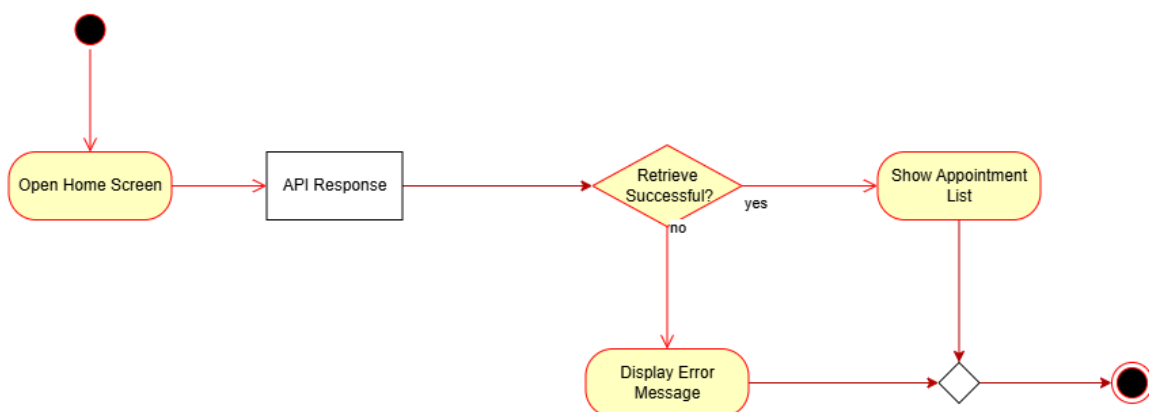 Open Home Screen
API Response
Retrieve
Successful?
yes
no
Show Appointment
List
Display Error
Message